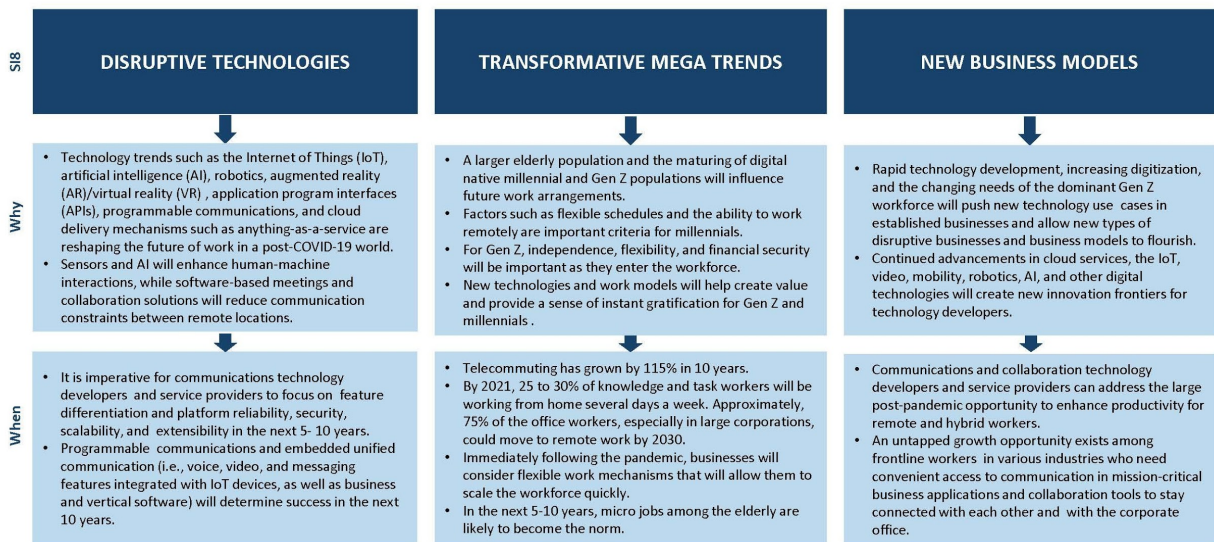 SI8
DISRUPTIVE TECHNOLOGIES
TRANSFORMATIVE MEGA TRENDS
NEW BUSINESS MODELS
Why
• Technology trends such as the Internet of Things (IoT),
artificial intelligence (AI), robotics, augmented reality
(AR)/virtual reality (VR) , application program interfaces
(APIs), programmable communications, and cloud
delivery mechanisms such as anything-as-a-service are
reshaping the future of work in a post-COVID-19 world.
• Sensors and AI will enhance human-machine
interactions, while software-based meetings and
collaboration solutions will reduce communication
constraints between remote locations.
• A larger elderly population and the maturing of digital
native millennial and Gen Z populations will influence
future work arrangements.
• Factors such as flexible schedules and the ability to work
remotely are important criteria for millennials.
• For Gen Z, independence, flexibility, and financial security
will be important as they enter the workforce.
• New technologies and work models will help create value
and provide a sense of instant gratification for Gen Z and
millennials .
• Rapid technology development, increasing digitization,
and the changing needs of the dominant Gen Z
workforce will push new technology use cases in
established businesses and allow new types of
disruptive businesses and business models to flourish.
• Continued advancements in cloud services, the IoT,
video, mobility, robotics, AI, and other digital
technologies will create new innovation frontiers for
technology developers.
When
• It is imperative for communications technology
developers and service providers to focus on feature
differentiation and platform reliability, security,
scalability, and extensibility in the next 5- 10 years.
• Programmable communications and embedded unified
communication (i.e., voice, video, and messaging
features integrated with IoT devices, as well as business
and vertical software) will determine success in the next
10 years.
• Telecommuting has grown by 115% in 10 years.
• By 2021, 25 to 30% of knowledge and task workers will be
working from home several days a week. Approximately,
75% of the office workers, especially in large corporations,
could move to remote work by 2030.
• Immediately following the pandemic, businesses will
consider flexible work mechanisms that will allow them to
scale the workforce quickly.
• In the next 5-10 years, micro jobs among the elderly are
likely to become the norm.
• Communications and collaboration technology
developers and service providers can address the large
post-pandemic opportunity to enhance productivity for
remote and hybrid workers.
• An untapped growth opportunity exists among
frontline workers in various industries who need
convenient access to communication in mission-critical
business applications and collaboration tools to stay
connected with each other and with the corporate
office.